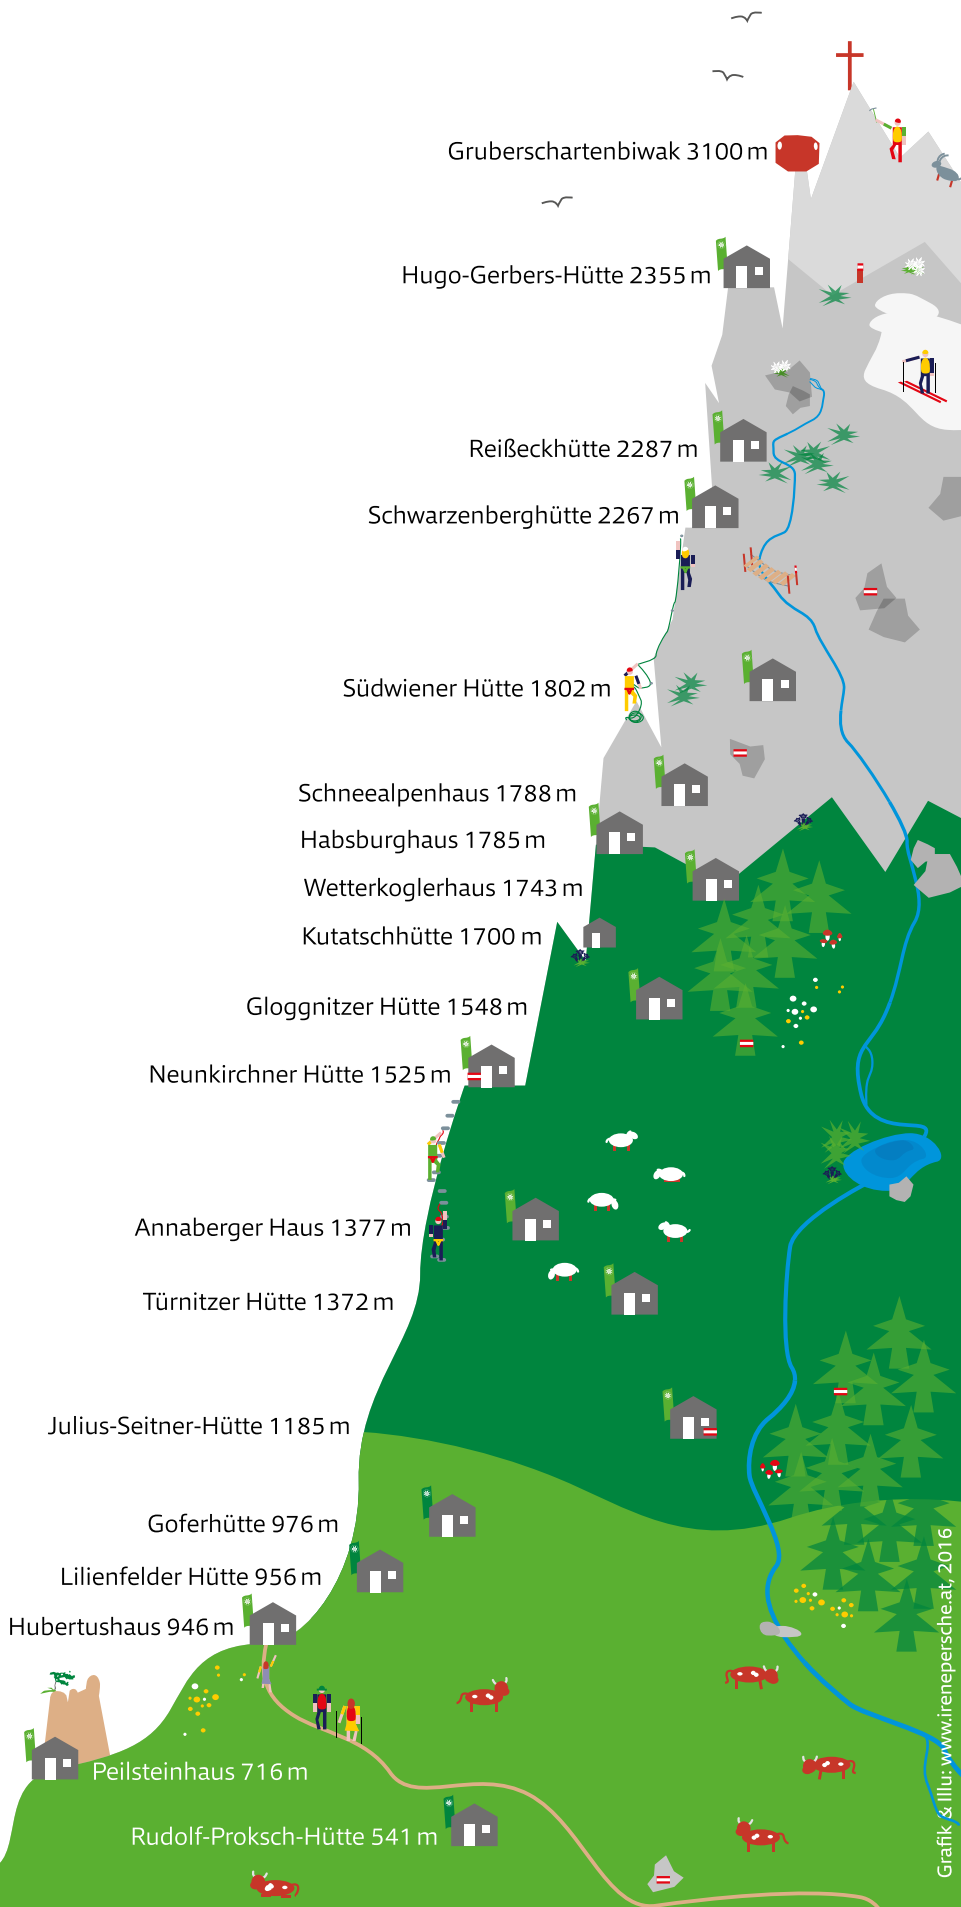 Gruberschartenbiwak 3100 m
Hugo-Gerbers-Hütte 2355 m
Reißeckhütte 2287 m
Schwarzenberghütte 2267 m
Südwiener Hütte 1802 m
Schneealpenhaus 1788 m
Habsburghaus 1785 m
Wetterkoglerhaus 1743 m
Kutatschhütte 1700 m
Gloggnitzer Hütte 1548 m
Neunkirchner Hütte 1525 m
Annaberger Haus 1377 m
Türnitzer Hütte 1372 m
Julius-Seitner-Hütte 1185 m
Goferhütte 976 m
Lilienfelder Hütte 956 m
Hubertushaus 946 m
Peilsteinhaus 716 m
Rudolf-Proksch-Hütte 541 m
Grafik & Illu: www.irenepersche.at, 2016